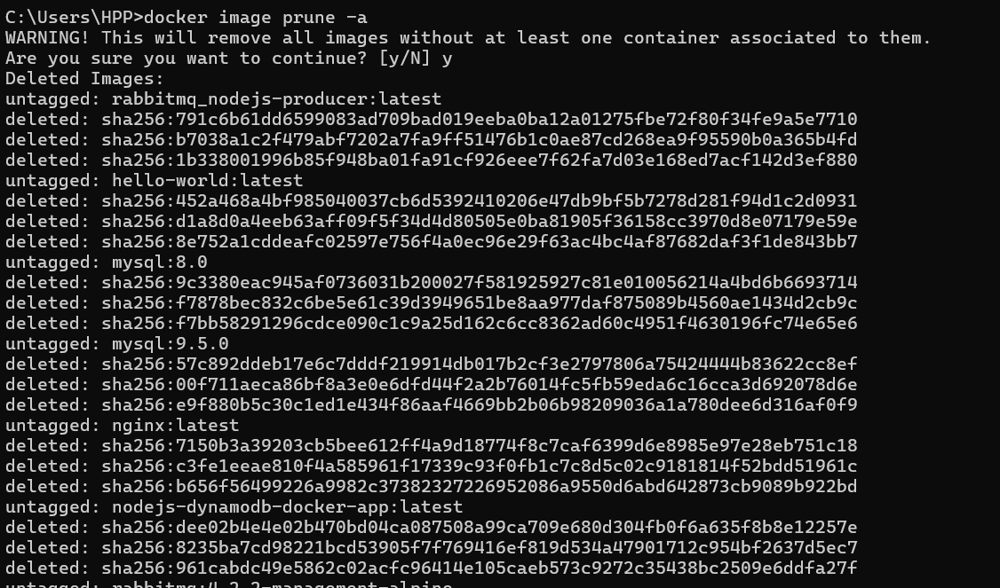 C:\Users\HPP>docker image prune -a
WARNING! This will remove all images without at least one container associated to them.
Are you sure you want to continue? [y/N] y
Deleted Images:
untagged: rabbitmq_nodejs-producer:latest
deleted: sha256:791c6b61dd6599083ad709bad019eeba0ba12a01275fbe72f80f34fe9a5e7710
deleted: sha256:b7038a1c2f479abf7202a7fa9ff51476b1c0ae87cd268ea9f95590b0a365b4fd
deleted: sha256:1b338001996b85f948ba01fa91cf926eee7f62fa7d03e168ed7acf142d3ef880
untagged: hello-world:latest
deleted: sha256:452a468a4bf985040037cb6d5392410206e47db9bf5b7278d281f94d1c2d0931
deleted: sha256:d1a8d0a4eeb63aff09f5f34d4d80505e0ba81905f36158cc3970d8e07179e59e
deleted: sha256:8e752a1cddeafc02597e756f4a0ec96e29f63ac4bc4af87682daf3f1de843bb7
untagged: mysql:8.0
deleted: sha256:9c3380eac945af0736031b200027f581925927c81e010056214a4bd6b6693714
deleted: sha256:f7878bec832c6be5e61c39d3949651be8aa977daf875089b4560ae1434d2cb9c
deleted: sha256:f7bb58291296cdce090c1c9a25d162c6cc8362ad60c4951f4630196fc74e65e6
untagged: mysql:9.5.0
deleted: sha256:57c892ddeb17e6c7dddf219914db017b2cf3e2797806a75424444b83622cc8ef
deleted: sha256:00f711aeca86bf8a3e0e6dfd44f2a2b76014fc5fb59eda6c16cca3d692078d6e
deleted: sha256:e9f880b5c30c1ed1e434f86aaf4669bb2b06b98209036a1a780dee6d316af0f9
untagged: nginx:latest
deleted: sha256:7150b3a39203cb5bee612ff4a9d18774f8c7caf6399d6e8985e97e28eb751c18
deleted: sha256:c3fe1eeae810f4a585961f17339c93f0fb1c7c8d5c02c9181814f52bdd51961c
deleted: sha256:b656f56499226a9982c37382327226952086a9550d6abd642873cb9089b922bd
untagged: nodejs-dynamodb-docker-app:latest
deleted: sha256:dee02b4e4e02b470bd04ca087508a99ca709e680d304fb0f6a635f8b8e12257e
deleted: sha256:8235ba7cd98221bcd53905f7f769416ef819d534a47901712c954bf2637d5ec7
deleted: sha256:961cabdc49e5862c02acfc96414e105caeb573c9272c35438bc2509e6ddfa27f
untagged: rabbitmq:4.2.2-management-alpine